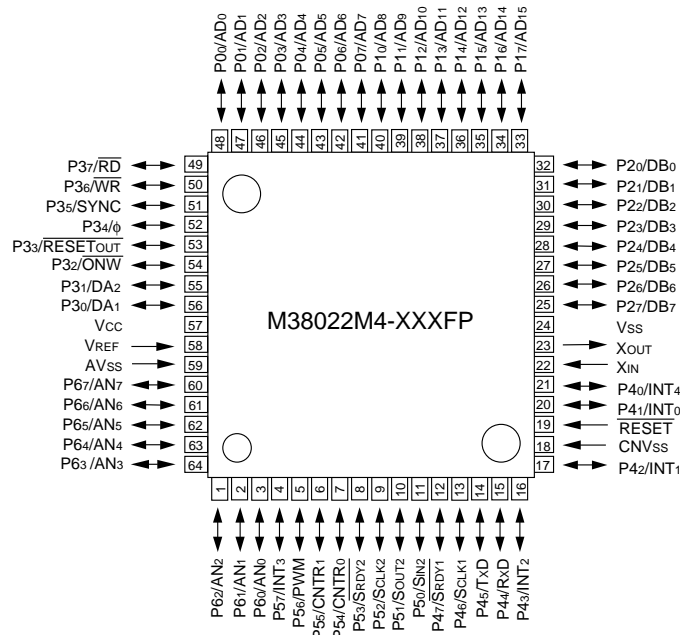 P00/AD0
P01/AD1
P02/AD2
P03/AD3
P04/AD4
P05/AD5
P06/AD6
P07/AD7
P10/AD8
P11/AD9
P12/AD10
P13/AD11
P14/AD12
P15/AD13
P16/AD14
P17/AD15
48 47 46 45 44 43 42 41 40 39 38 37 36 35 34 33
P37/RD 49
P36/WR 50
P35/SYNC 51
P34/ϕ 52
P33/RESETOUT 53
P32/ONW 54
P31/DA2 55
P30/DA1 56
VCC 57
VREF 58
AVSS 59
P67/AN7 60
P66/AN6 61
P65/AN5 62
P64/AN4 63
P63/AN3 64
M38022M4-XXXFP
32 P20/DB0
31 P21/DB1
30 P22/DB2
29 P23/DB3
28 P24/DB4
27 P25/DB5
26 P26/DB6
25 P27/DB7
24 VSS
23 XOUT
22 XIN
21 P40/INT4
20 P41/INT0
19 RESET
18 CNVSS
17 P42/INT1
1 2 3 4 5 6 7 8 9 10 11 12 13 14 15 16
P62/AN2
P61/AN1
P60/AN0
P57/INT3
P56/PWM
P55/CNTR1
P54/CNTR0
P53/SRDY2
P52/SCLK2
P51/SOUT2
P50/SIN2
P47/SRDY1
P46/SCLK1
P45/TXD
P44/RXD
P43/INT2